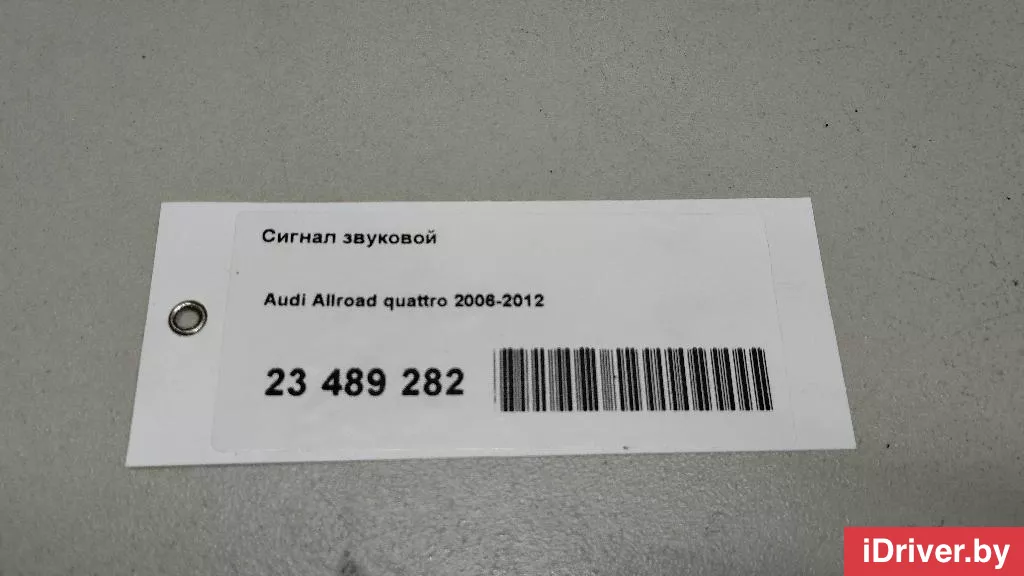 Сигнал звуковой
Audi Allroad quattro 2006-2012
23 489 282
iDriver.by